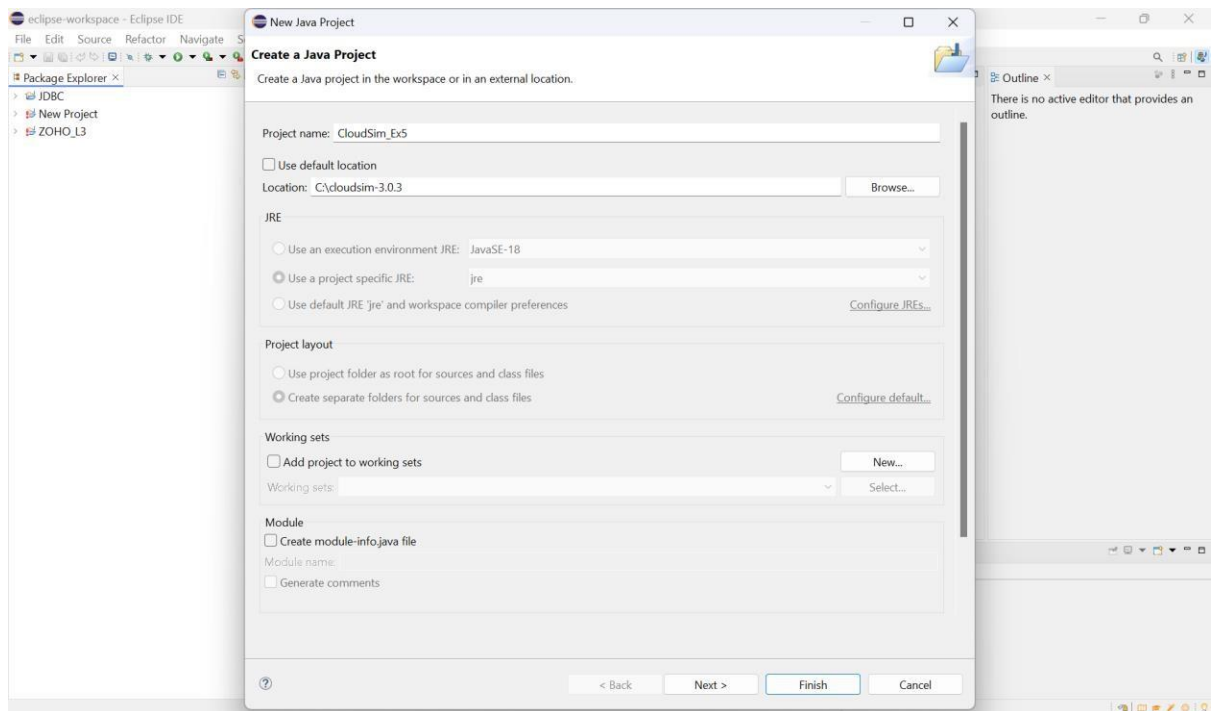 eclipse-workspace - Eclipse IDE
File Edit Source Refactor Navigate S
Package Explorer
JDBC
New Project
ZOHO_L3
New Java Project
Create a Java Project
Create a Java project in the workspace or in an external location.
Project name: CloudSim_Ex5
Use default location
Location: C:\cloudsim-3.0.3
Browse...
JRE
Use an execution environment JRE: JavaSE-18
Use a project specific JRE: jre
Use default JRE 'jre' and workspace compiler preferences
Configure JREs...
Project layout
Use project folder as root for sources and class files
Create separate folders for sources and class files
Configure default...
Working sets
Add project to working sets
New...
Working sets:
Select...
Module
Create module-info.java file
Module name:
Generate comments
< Back
Next >
Finish
Cancel
Outline
There is no active editor that provides an
outline.